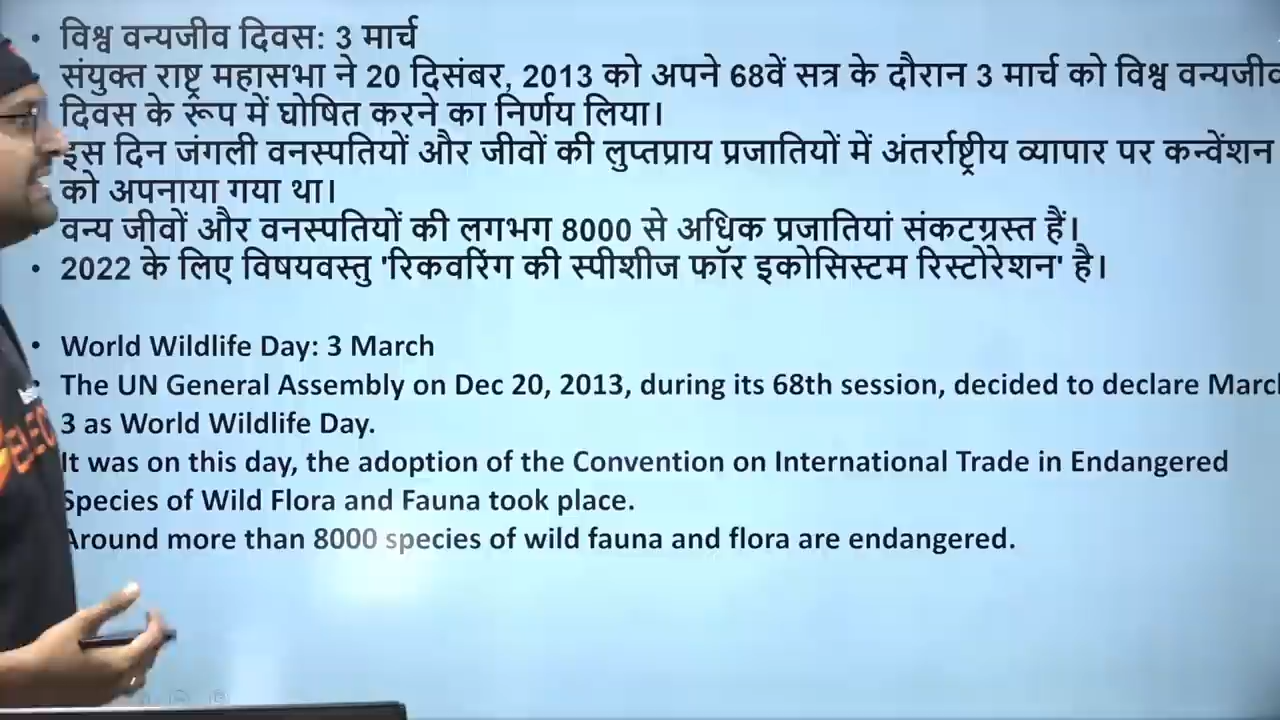 विश्व वन्यजीव दिवस: 3 मार्च
संयुक्त राष्ट्र महासभा ने 20 दिसंबर, 2013 को अपने 68वें सत्र के दौरान 3 मार्च को विश्व
दिवस के रूप में घोषित करने का निर्णय लिया।
इस दिन जंगली वनस्पतियों और जीवों की लुप्तप्राय प्रजातियों में अंतर्राष्ट्रीय व्यापार पर कन्वेंशन
को अपनाया गया था।
वन्य जीवों और वनस्पतियों की लगभग 8000 से अधिक प्रजातियां संकटग्रस्त हैं।
2022 के लिए विषयवस्तु 'रिकवरिंग की स्पीशीज फॉर इकोसिस्टम रिस्टोरेशन' है।
World Wildlife Day: 3 March
The UN General Assembly on Dec 20, 2013, during its 68th session, decided to declare
3 as World Wildlife Day.
It was on this day, the adoption of the Convention on International Trade in Endangered
Species of Wild Flora and Fauna took place.
Around more than 8000 species of wild fauna and flora are endangered.